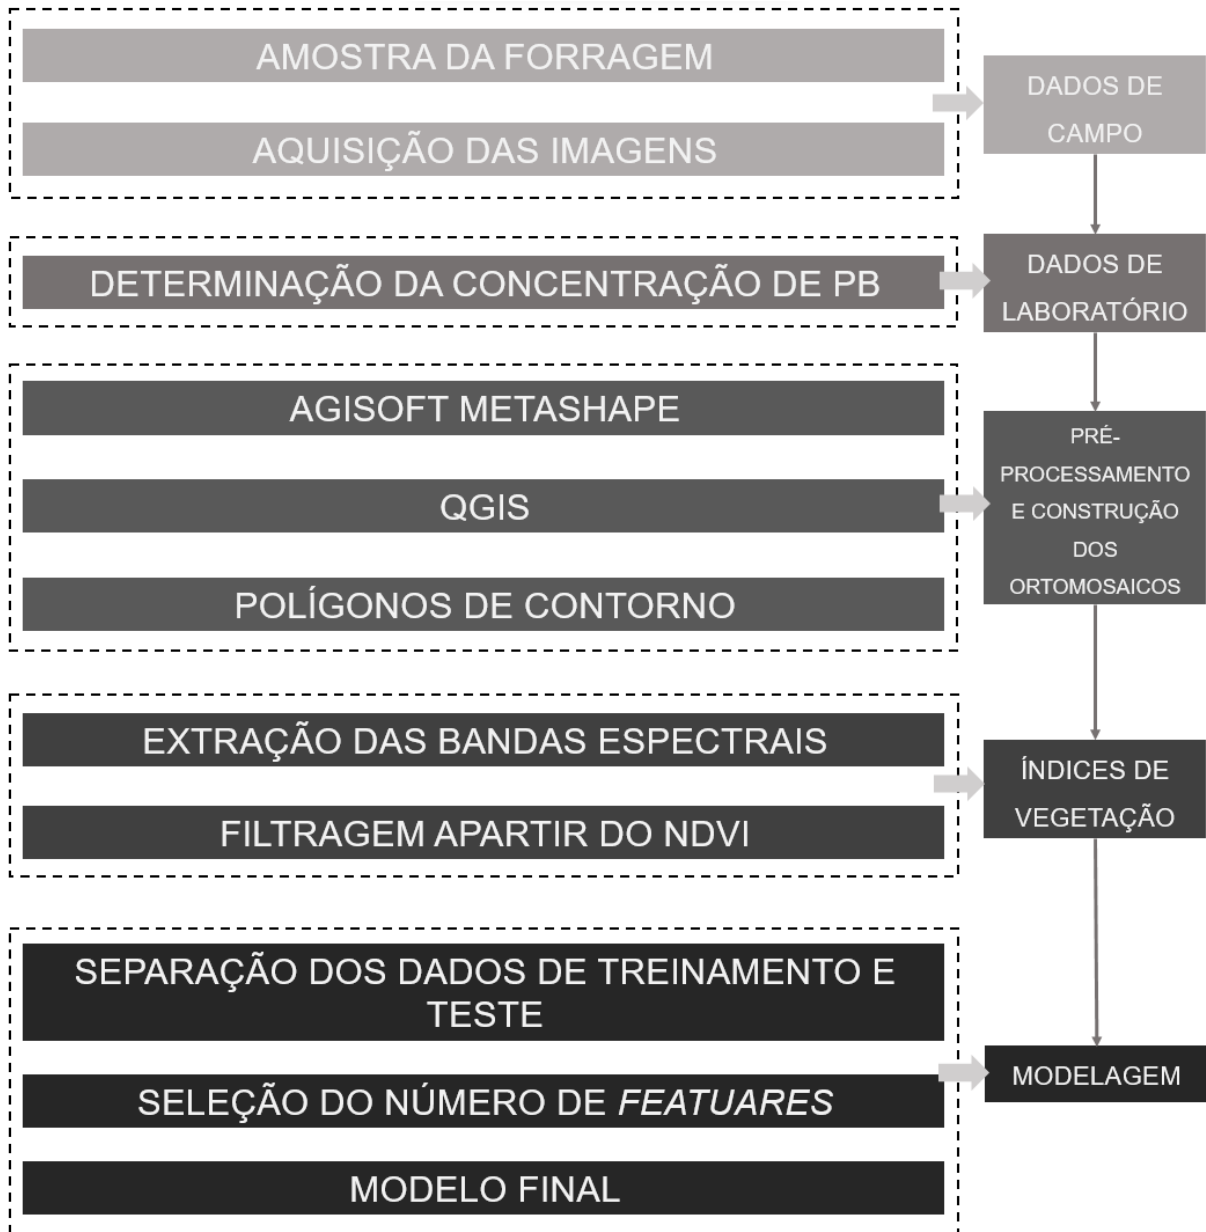 AMOSTRA DA FORRAGEM
AQUISIÇÃO DAS IMAGENS
DADOS DE
CAMPO
DETERMINAÇÃO DA CONCENTRAÇÃO DE PB
DADOS DE
LABORATÓRIO
AGISOFT METASHAPE
QGIS
POLÍGONOS DE CONTORNO
PRÉ-
PROCESSAMENTO
E CONSTRUÇÃO
DOS
ORTOMOSAICOS
EXTRAÇÃO DAS BANDAS ESPECTRAIS
FILTRAGEM APARTIR DO NDVI
ÍNDICES DE
VEGETAÇÃO
SEPARAÇÃO DOS DADOS DE TREINAMENTO E
TESTE
SELEÇÃO DO NÚMERO DE FEATUARES
MODELO FINAL
MODELAGEM